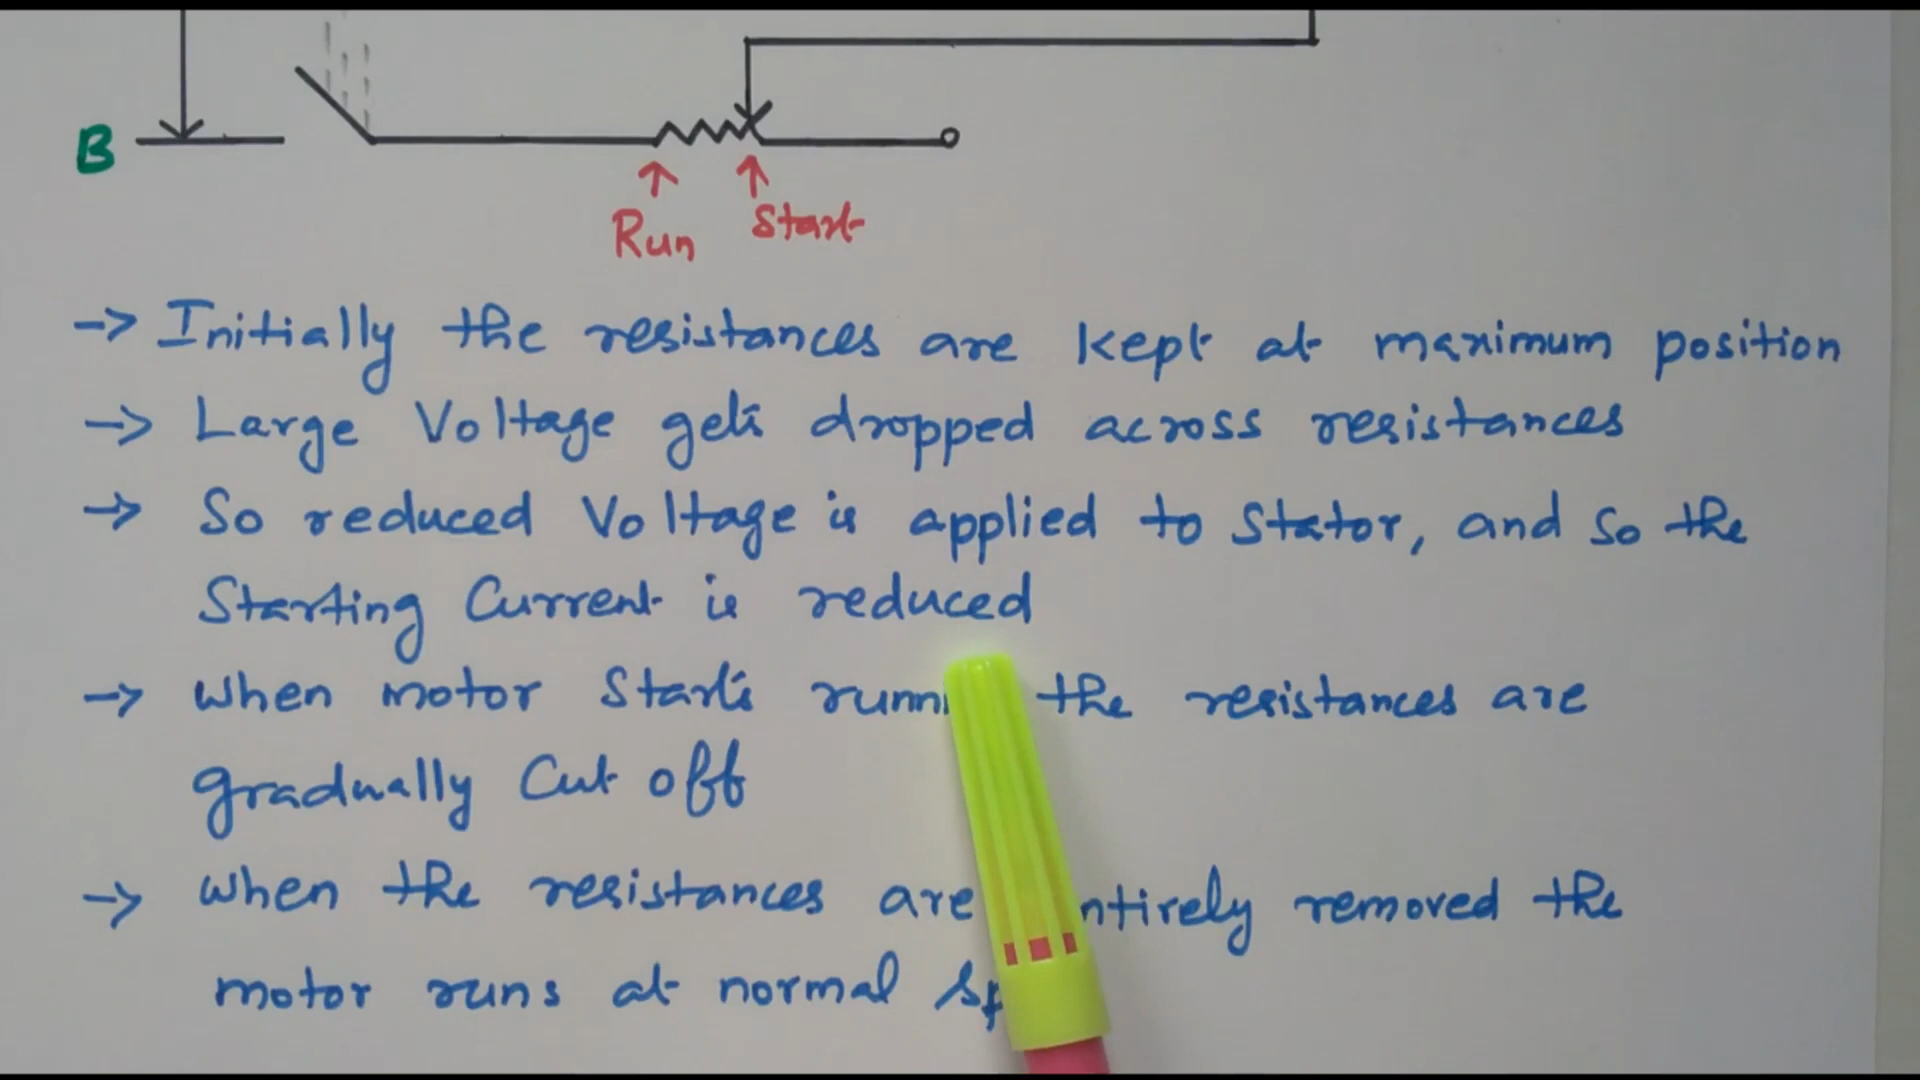 B
Run
Start
-> Initially the resistances are kept at maximum position
-> Large Voltage gets dropped across resistances
-> So reduced Voltage is applied to Stator, and so the
Starting Current is reduced
-> When motor Starts the resistances are
gradually Cut off
-> When the resistances are removed the
motor runs at normal